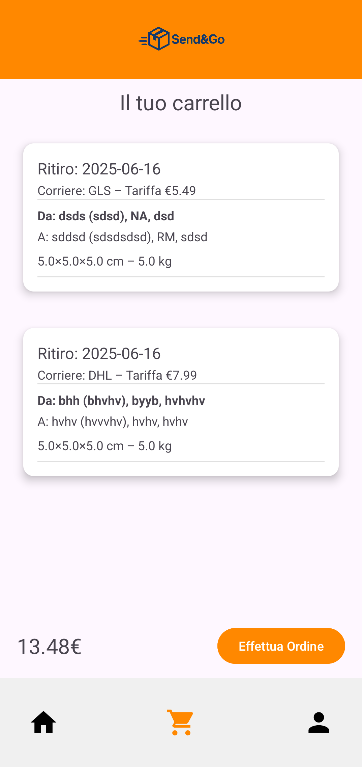 Send&Go
Il tuo carrello
Ritiro: 2025-06-16
Corriere: GLS – Tariffa €5.49
Da: dsds (sdsd), NA, dsd
A: sddsd (sdsdsdsd), RM, sdsd
5.0×5.0×5.0 cm – 5.0 kg
Ritiro: 2025-06-16
Corriere: DHL – Tariffa €7.99
Da: bhh (bhvhv), byyb, hvhvhv
A: hvhv (hvvvhv), hvhv, hvhv
5.0×5.0×5.0 cm – 5.0 kg
13.48€
Effettua Ordine